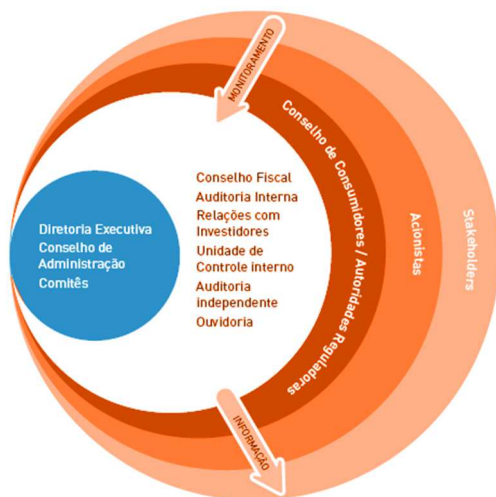 MONITORAMENTO
Conselho de Consumidores / Autoridades Reguladoras
Acionistas
Stakeholders
Diretoria Executiva
Conselho de
Administração
Comitês
Conselho Fiscal
Auditoria Interna
Relações com
Investidores
Unidade de
Controle interno
Auditoria
independente
Ouvidoria
INFORMAÇÃO